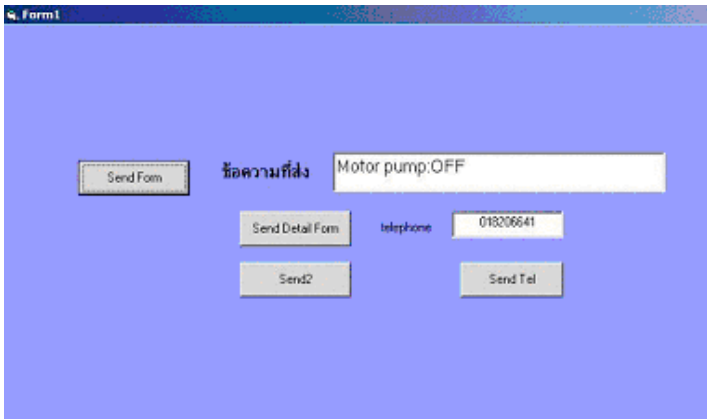 Form1
Send Form
ข้อความที่ส่ง
Motor pump:OFF
Send Detail Form
telephone
018206641
Send2
Send Tel